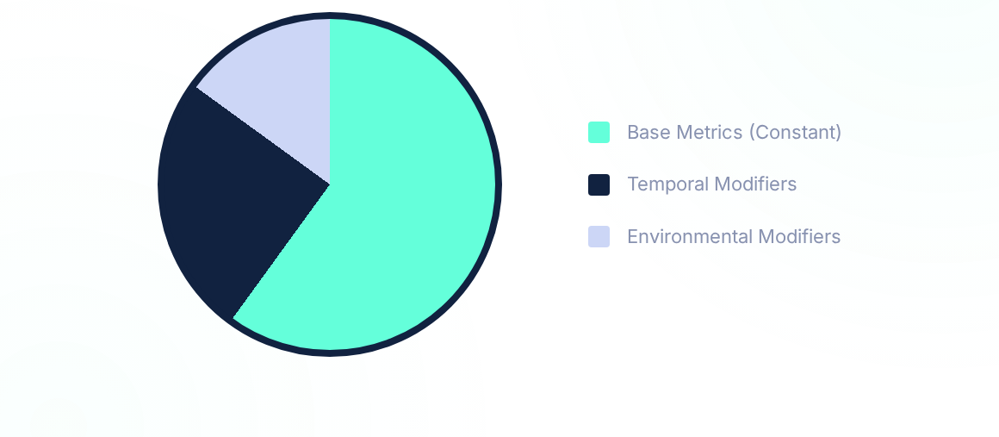 Base Metrics (Constant)
Temporal Modifiers
Environmental Modifiers